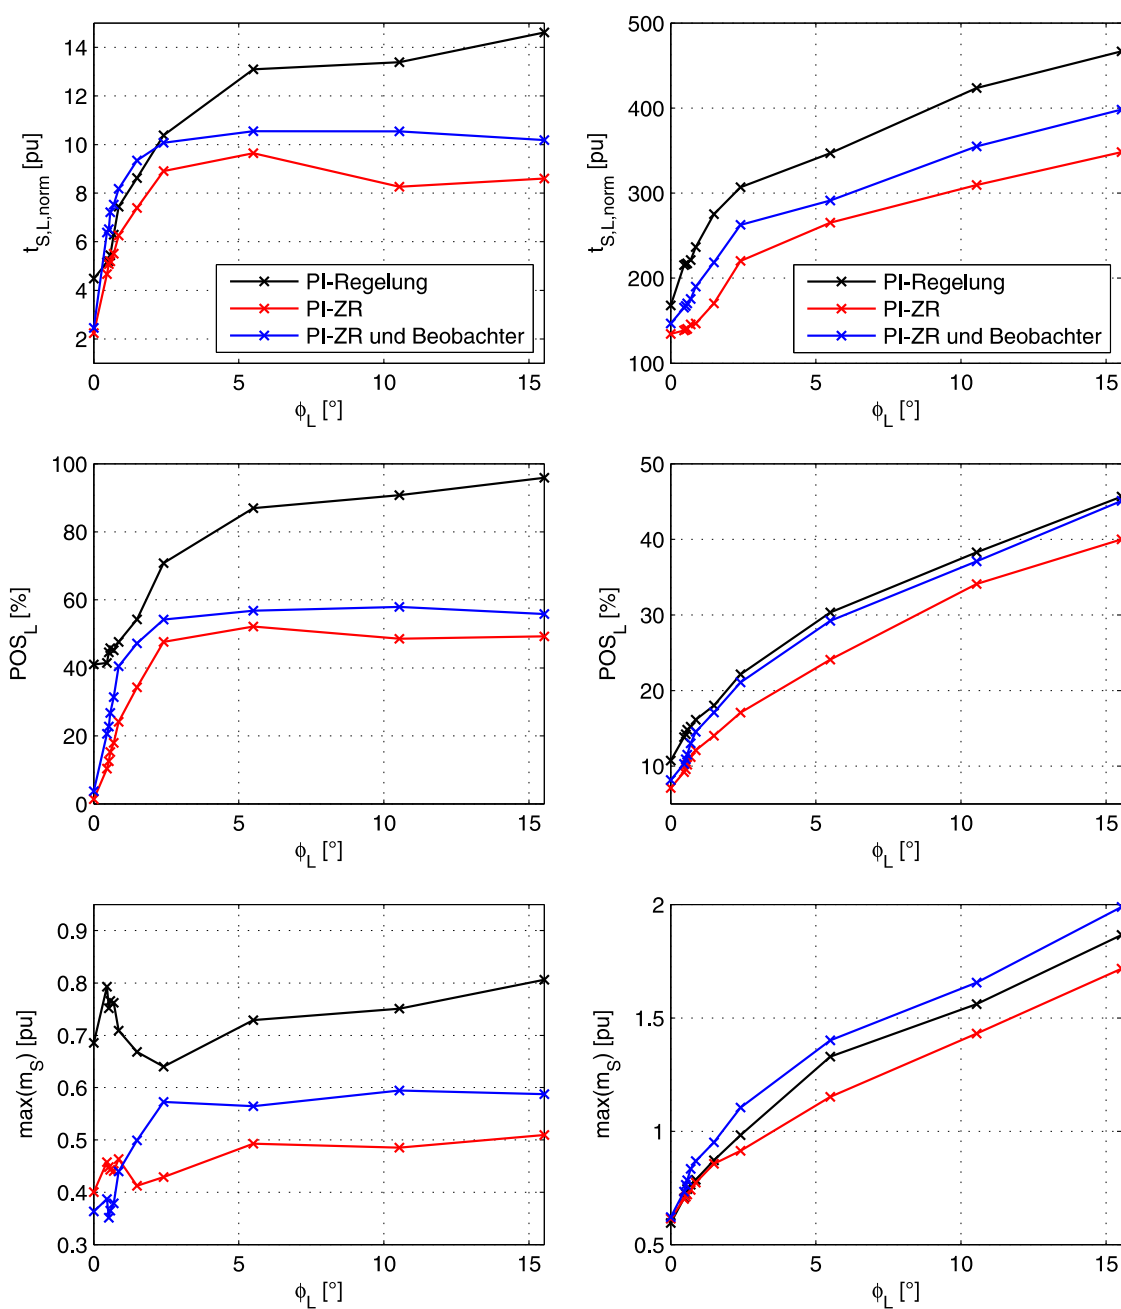 14
12
10
8
6
4
2
t_S,L,norm [pu]
PI-Regelung
PI-ZR
PI-ZR und Beobachter
0 5 10 15
ϕ_L [°]
500
400
300
200
100
t_S,L,norm [pu]
PI-Regelung
PI-ZR
PI-ZR und Beobachter
0 5 10 15
ϕ_L [°]
100
80
60
40
20
0
POS_L [%]
0 5 10 15
ϕ_L [°]
50
40
30
20
10
POS_L [%]
0 5 10 15
ϕ_L [°]
0.9
0.8
0.7
0.6
0.5
0.4
0.3
max(m_S) [pu]
0 5 10 15
ϕ_L [°]
2
1.5
1
0.5
max(m_S) [pu]
0 5 10 15
ϕ_L [°]